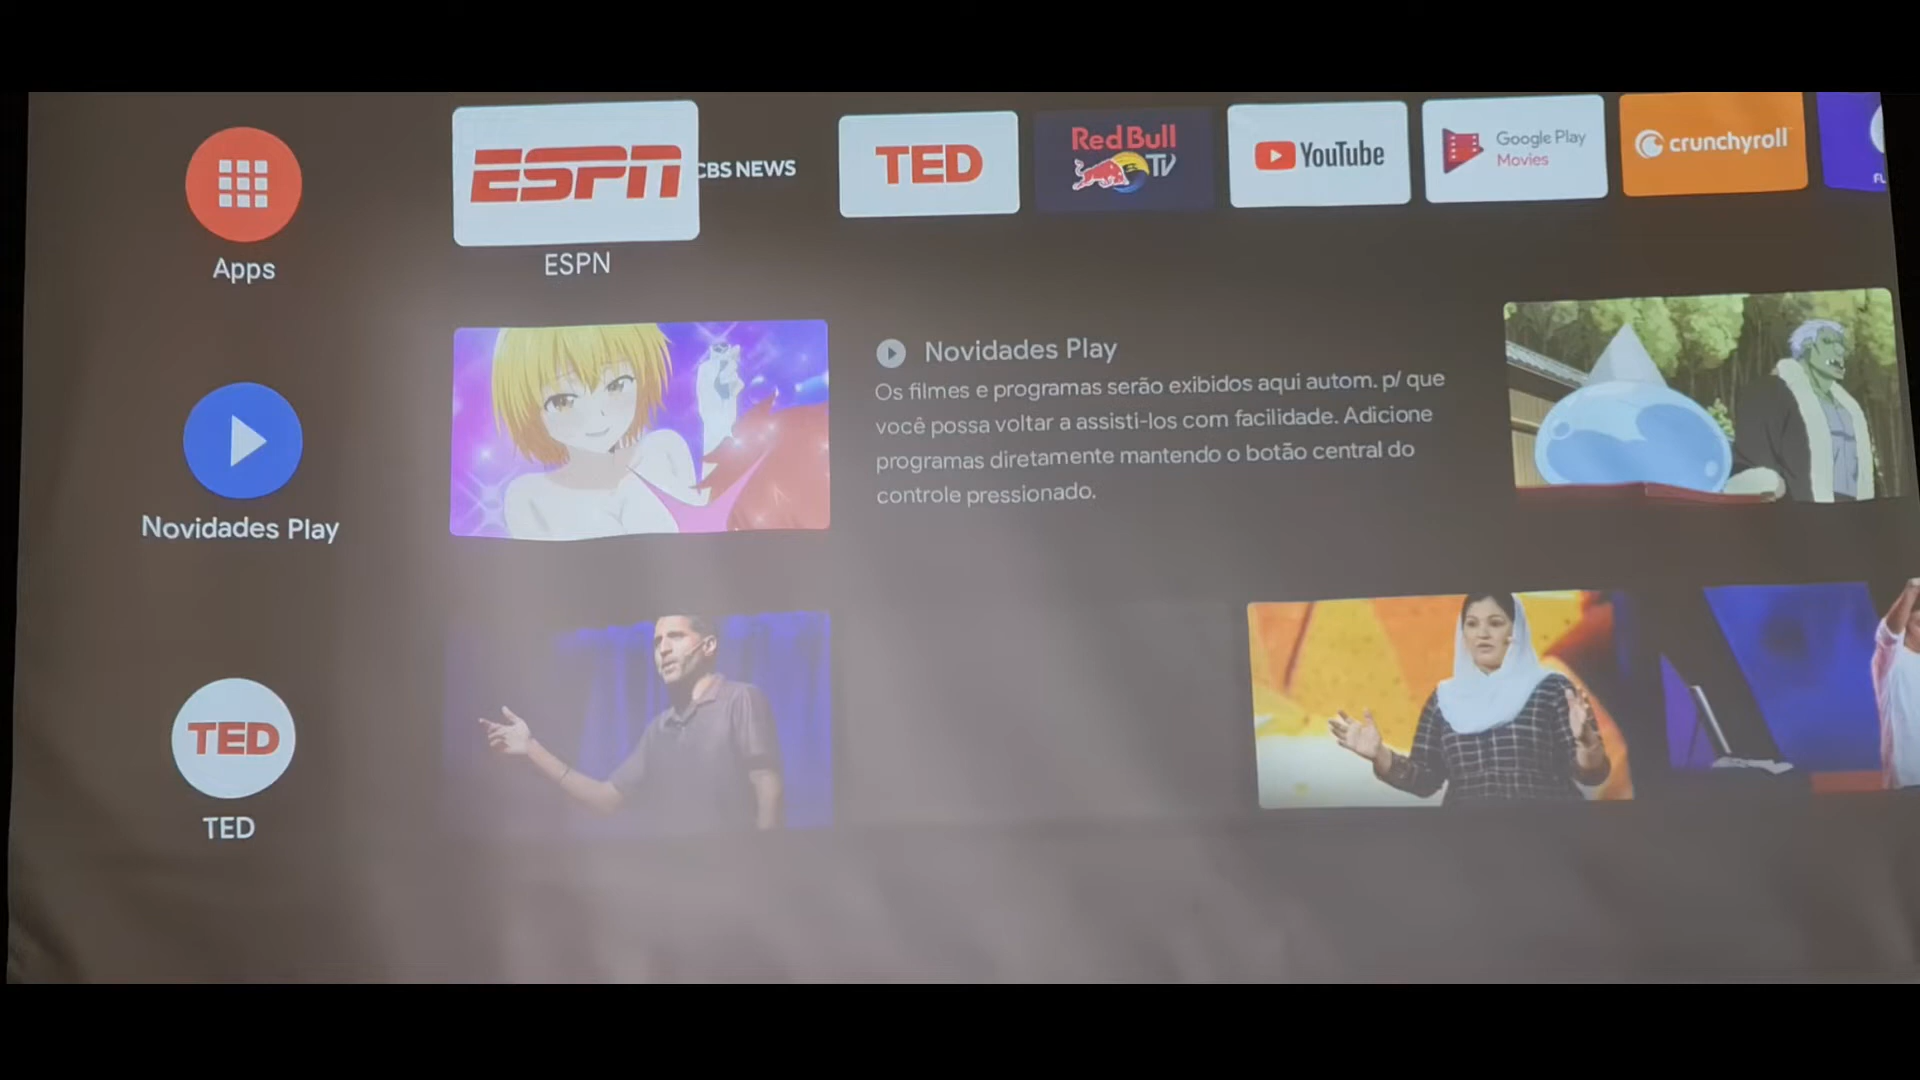 ESPN
CBS NEWS
TED
Red Bull
TV
YouTube
Google Play
Movies
crunchyroll
FL
Apps
ESPN
Novidades Play
Os filmes e programas serão exibidos aqui autom. p/ que
você possa voltar a assisti-los com facilidade. Adicione
programas diretamente mantendo o botão central do
controle pressionado.
Novidades Play
TED
TED